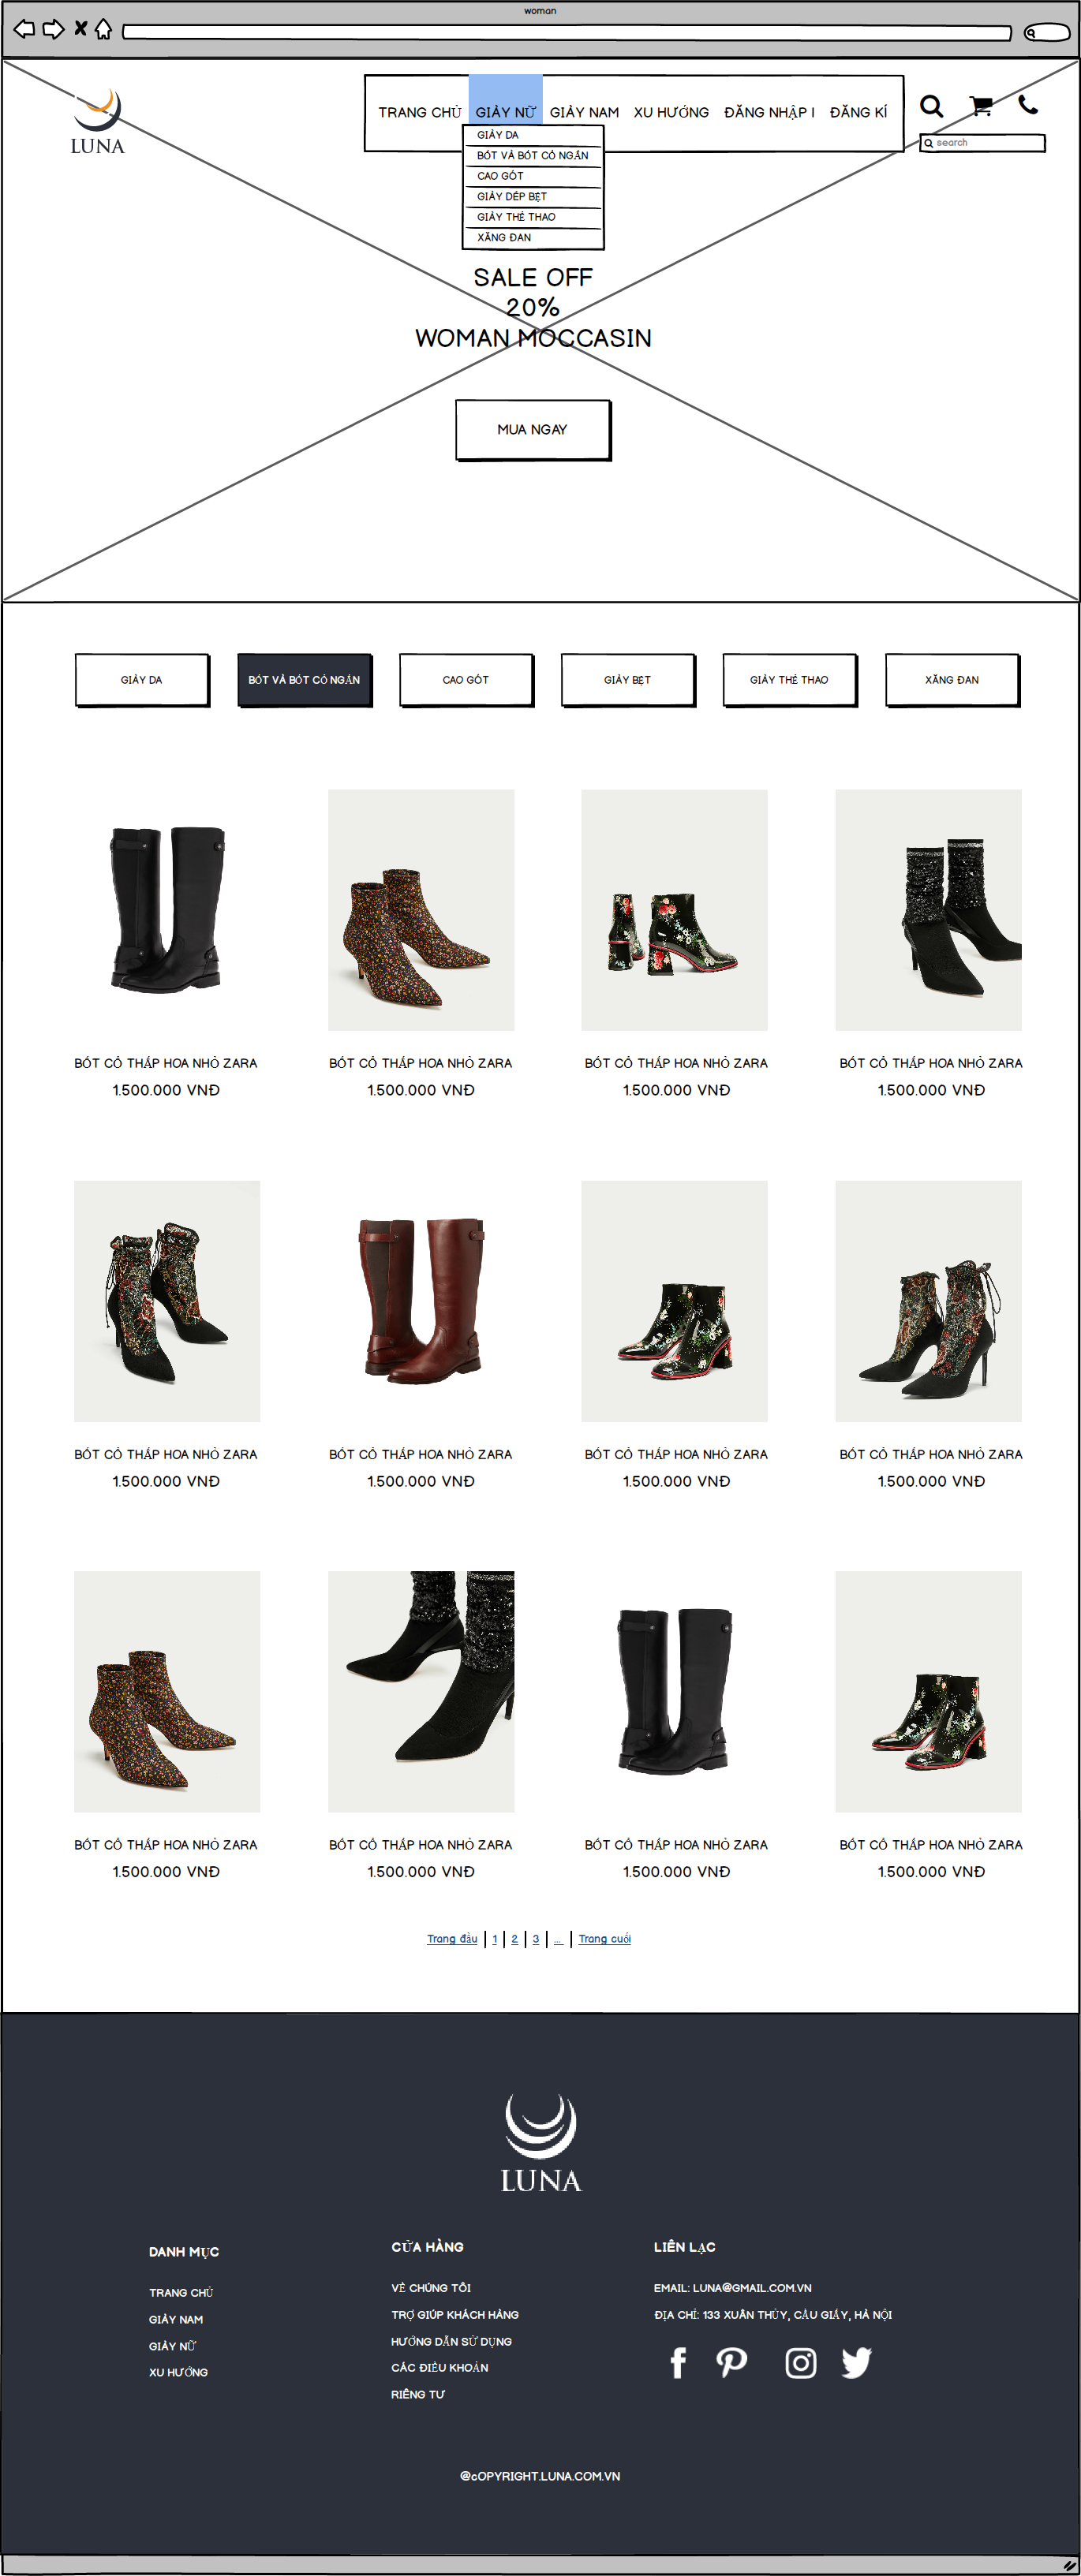 woman
LUNA
TRANG CHỦ GIÀY NỮ GIÀY NAM XU HƯỚNG ĐĂNG NHẬP I ĐĂNG KÍ
search
GIÀY DA
BỐT VÀ BỐT CỔ NGẮN
CAO GÓT
GIÀY DÉP BỆT
GIÀY THỂ THAO
XĂNG ĐAN
SALE OFF
20%
WOMAN MOCCASIN
MUA NGAY
GIÀY DA BỐT VÀ BỐT CỔ NGẮN CAO GÓT GIÀY BỆT GIÀY THỂ THAO XĂNG ĐAN
BỐT CỔ THẤP HOA NHỎ ZARA BỐT CỔ THẤP HOA NHỎ ZARA BỐT CỔ THẤP HOA NHỎ ZARA BỐT CỔ THẤP HOA NHỎ ZARA
1.500.000 VNĐ 1.500.000 VNĐ 1.500.000 VNĐ 1.500.000 VNĐ
BỐT CỔ THẤP HOA NHỎ ZARA BỐT CỔ THẤP HOA NHỎ ZARA BỐT CỔ THẤP HOA NHỎ ZARA BỐT CỔ THẤP HOA NHỎ ZARA
1.500.000 VNĐ 1.500.000 VNĐ 1.500.000 VNĐ 1.500.000 VNĐ
BỐT CỔ THẤP HOA NHỎ ZARA BỐT CỔ THẤP HOA NHỎ ZARA BỐT CỔ THẤP HOA NHỎ ZARA BỐT CỔ THẤP HOA NHỎ ZARA
1.500.000 VNĐ 1.500.000 VNĐ 1.500.000 VNĐ 1.500.000 VNĐ
Trang đầu | 1 | 2 | 3 | ... | Trang cuối
LUNA
DANH MỤC
TRANG CHỦ
GIÀY NAM
GIÀY NỮ
XU HƯỚNG
CỬA HÀNG
VỀ CHÚNG TÔI
TRỢ GIÚP KHÁCH HÀNG
HƯỚNG DẪN SỬ DỤNG
CÁC ĐIỀU KHOẢN
RIÊNG TƯ
LIÊN LẠC
EMAIL: LUNA@GMAIL.COM.VN
ĐỊA CHỈ: 133 XUÂN THỦY, CẦU GIẤY, HÀ NỘI
@cOPYRIGHT.LUNA.COM.VN